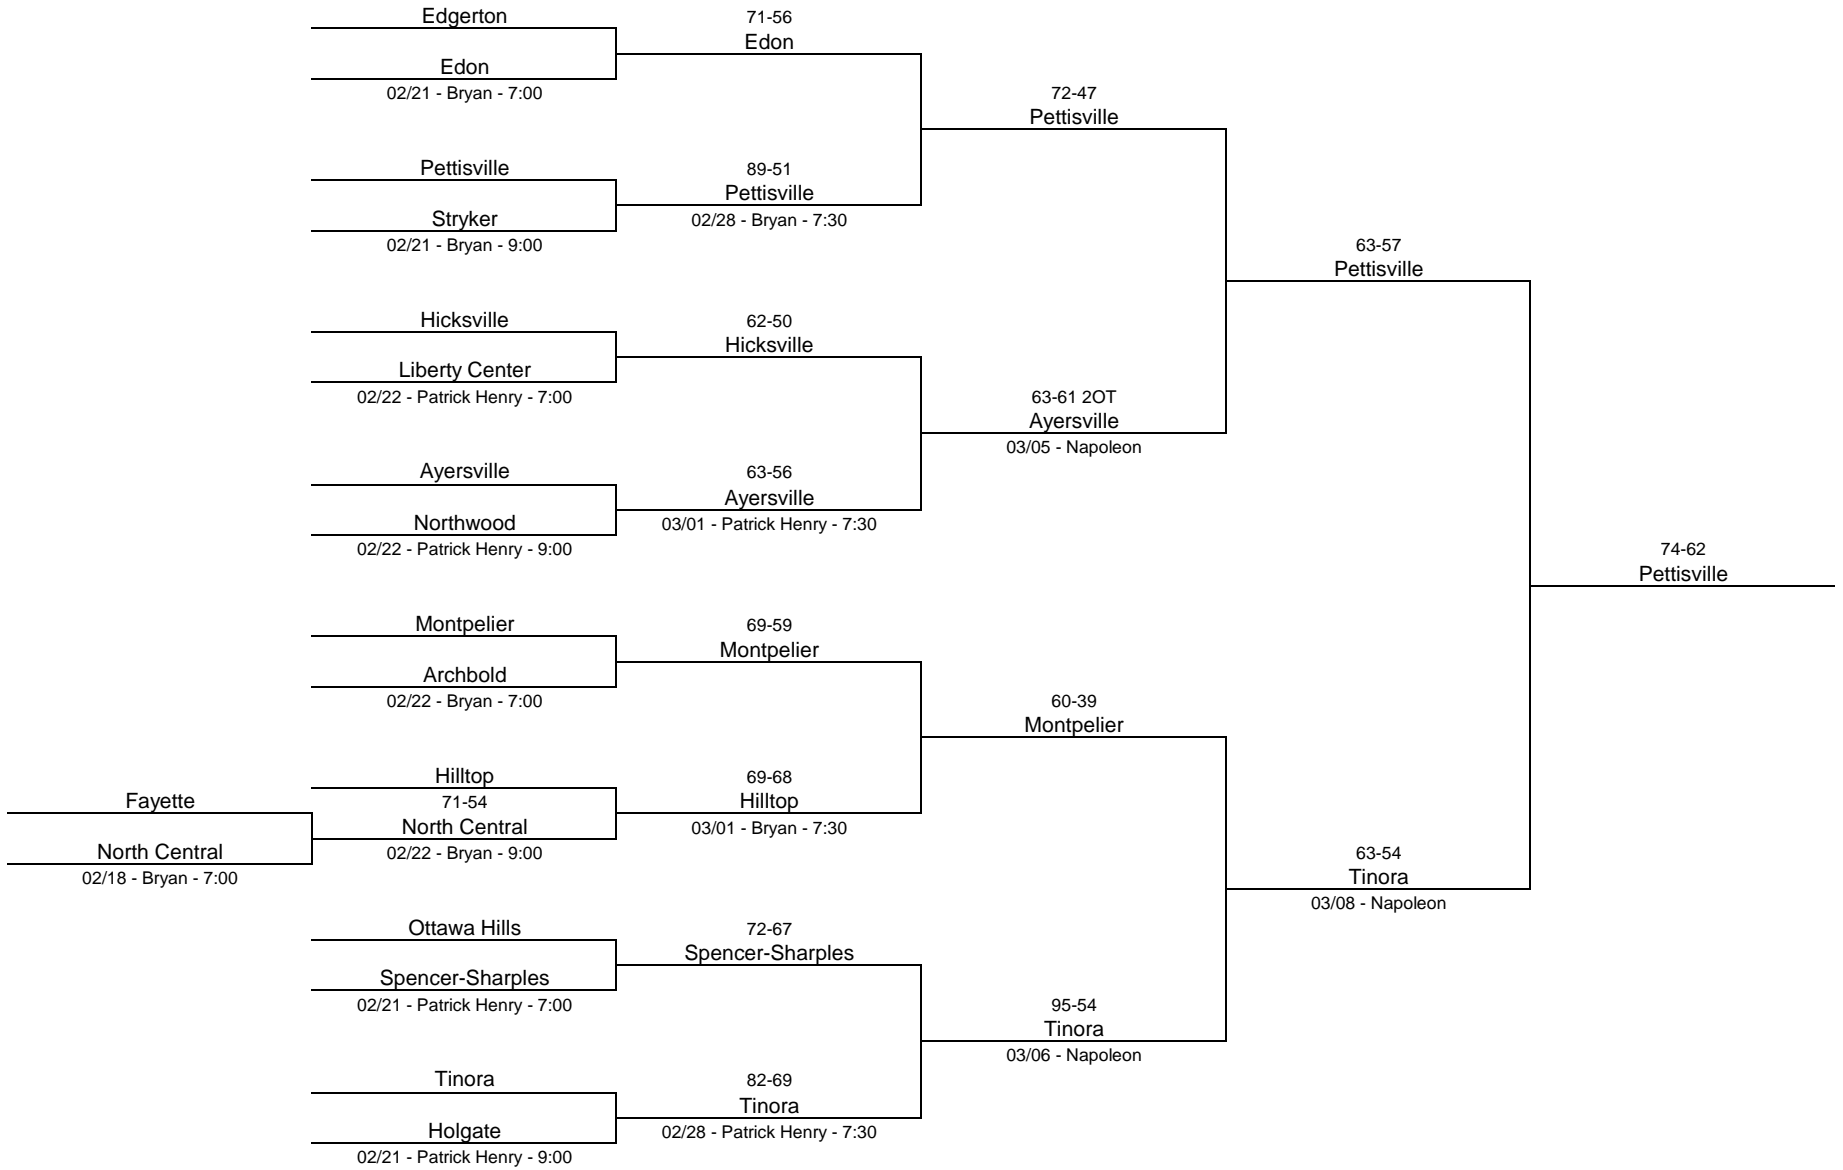 Edgerton
Edon
02/21 - Bryan - 7:00
Pettisville
Stryker
02/21 - Bryan - 9:00
Hicksville
Liberty Center
02/22 - Patrick Henry - 7:00
Ayersville
Northwood
02/22 - Patrick Henry - 9:00
Montpelier
Archbold
02/22 - Bryan - 7:00
Fayette
North Central
02/18 - Bryan - 7:00
Hilltop
71-54
North Central
02/22 - Bryan - 9:00
Ottawa Hills
Spencer-Sharples
02/21 - Patrick Henry - 7:00
Tinora
Holgate
02/21 - Patrick Henry - 9:00
71-56
Edon
89-51
Pettisville
02/28 - Bryan - 7:30
62-50
Hicksville
63-56
Ayersville
03/01 - Patrick Henry - 7:30
69-59
Montpelier
69-68
Hilltop
03/01 - Bryan - 7:30
72-67
Spencer-Sharples
82-69
Tinora
02/28 - Patrick Henry - 7:30
72-47
Pettisville
63-61 2OT
Ayersville
03/05 - Napoleon
60-39
Montpelier
95-54
Tinora
03/06 - Napoleon
63-57
Pettisville
63-54
Tinora
03/08 - Napoleon
74-62
Pettisville